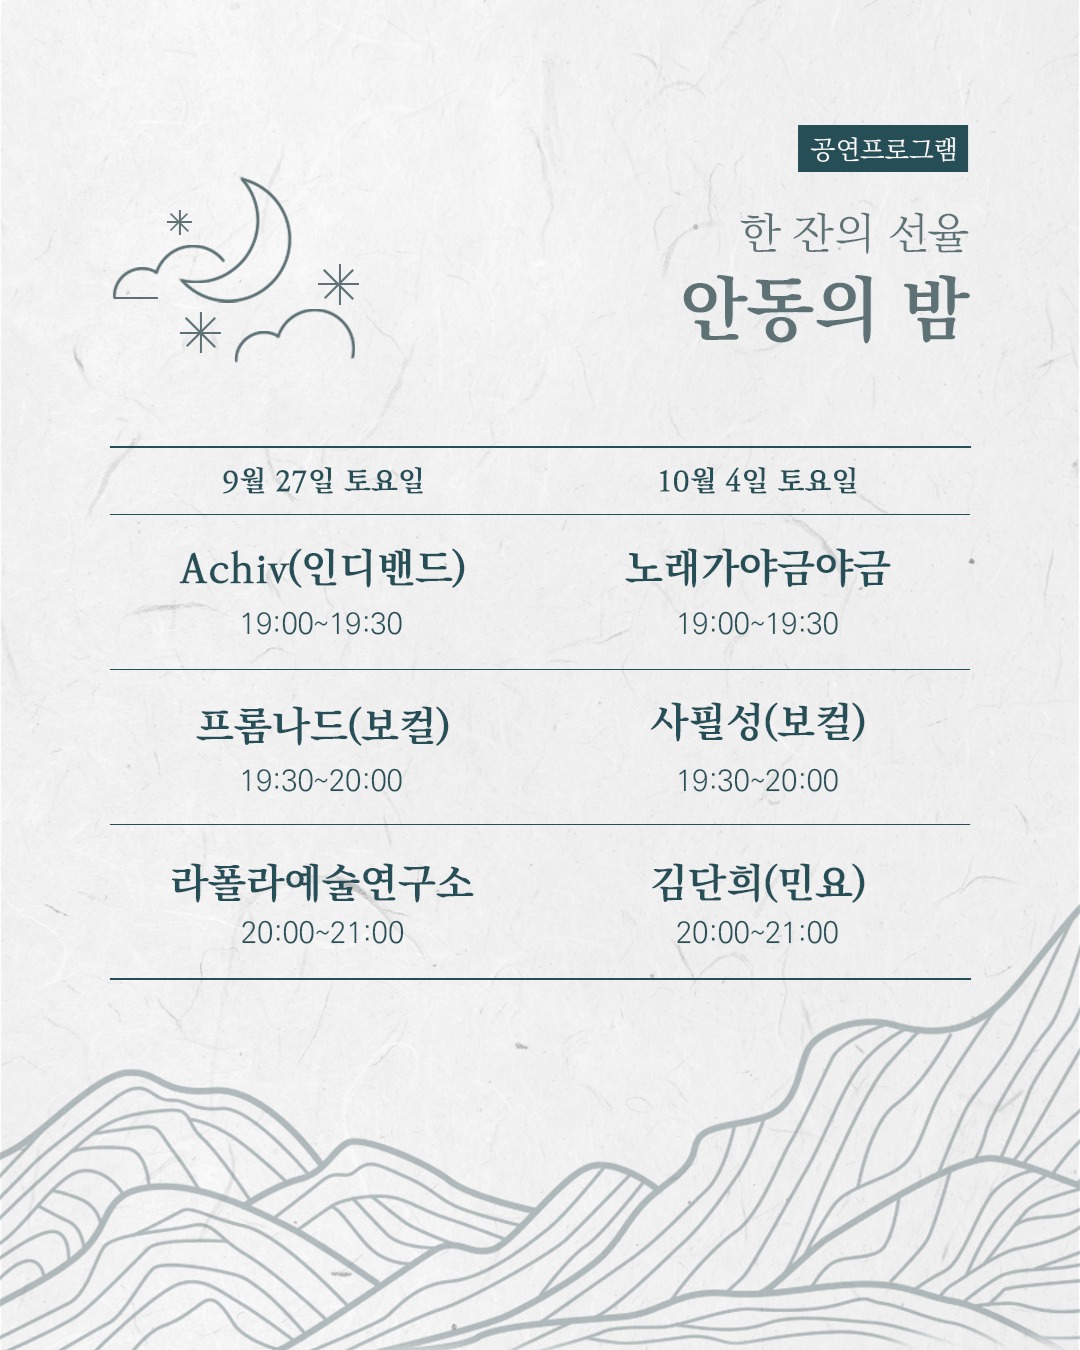 공연프로그램
한 잔의 선율
안동의 밤
9월 27일 토요일
10월 4일 토요일
Achiv(인디밴드)
노래가야금야금
19:00~19:30
19:00~19:30
프롬나드(보컬)
사필성(보컬)
19:30~20:00
19:30~20:00
라폴라예술연구소
김단희(민요)
20:00~21:00
20:00~21:00